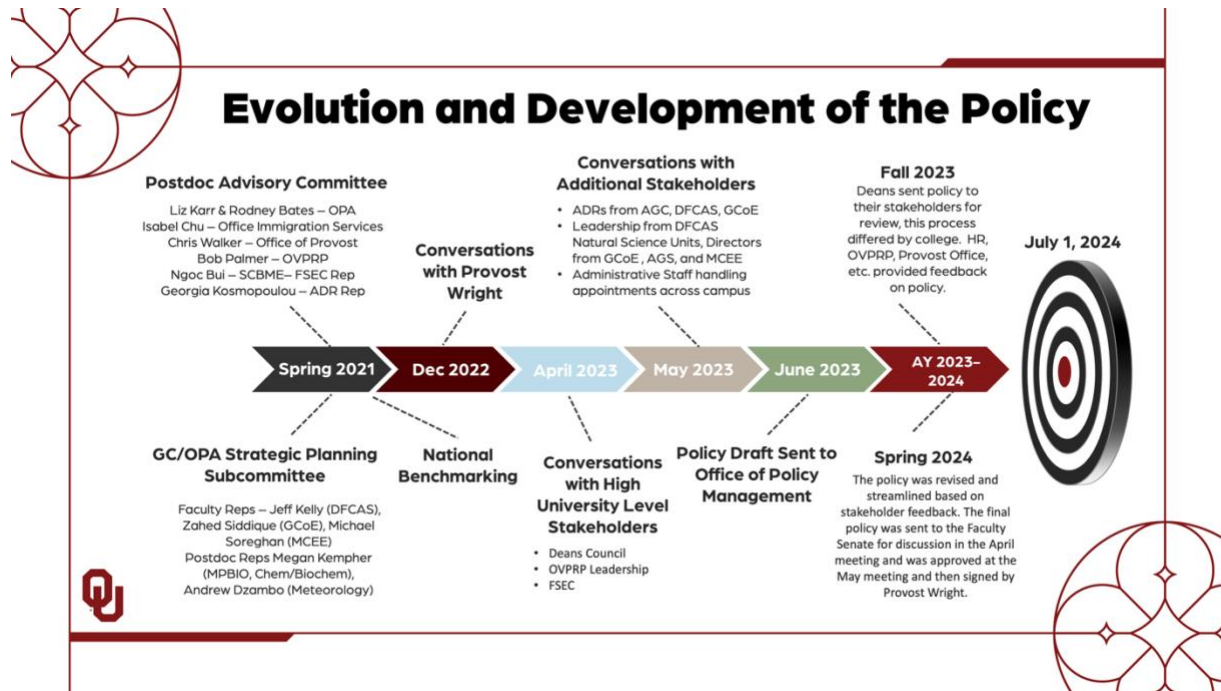 Evolution and Development of the Policy
Postdoc Advisory Committee
Liz Karr & Rodney Bates – OPA
Isabel Chu – Office Immigration Services
Chris Walker – Office of Provost
Bob Palmer – OVPRP
Ngoc Bui – SCBME– FSEC Rep
Georgia Kosmopoulou – ADR Rep
Conversations
with Provost
Wright
Conversations with
Additional Stakeholders
• ADRs from AGC, DFCAS, GCoE
• Leadership from DFCAS
Natural Science Units, Directors
from GCoE , AGS, and MCEE
• Administrative Staff handling
appointments across campus
Fall 2023
Deans sent policy to
their stakeholders for
review, this process
differed by college. HR,
OVPRP, Provost Office,
etc. provided feedback
on policy.
July 1, 2024
Spring 2021
Dec 2022
April 2023
May 2023
June 2023
AY 2023–
2024
GC/OPA Strategic Planning
Subcommittee
Faculty Reps – Jeff Kelly (DFCAS),
Zahed Siddique (GCoE), Michael
Soreghan (MCEE)
Postdoc Reps Megan Kempher
(MPBIO, Chem/Biochem),
Andrew Dzambo (Meteorology)
National
Benchmarking
Conversations
with High
University Level
Stakeholders
• Deans Council
• OVPRP Leadership
• FSEC
Policy Draft Sent to
Office of Policy
Management
Spring 2024
The policy was revised and
streamlined based on
stakeholder feedback. The final
policy was sent to the Faculty
Senate for discussion in the April
meeting and was approved at the
May meeting and then signed by
Provost Wright.
OU